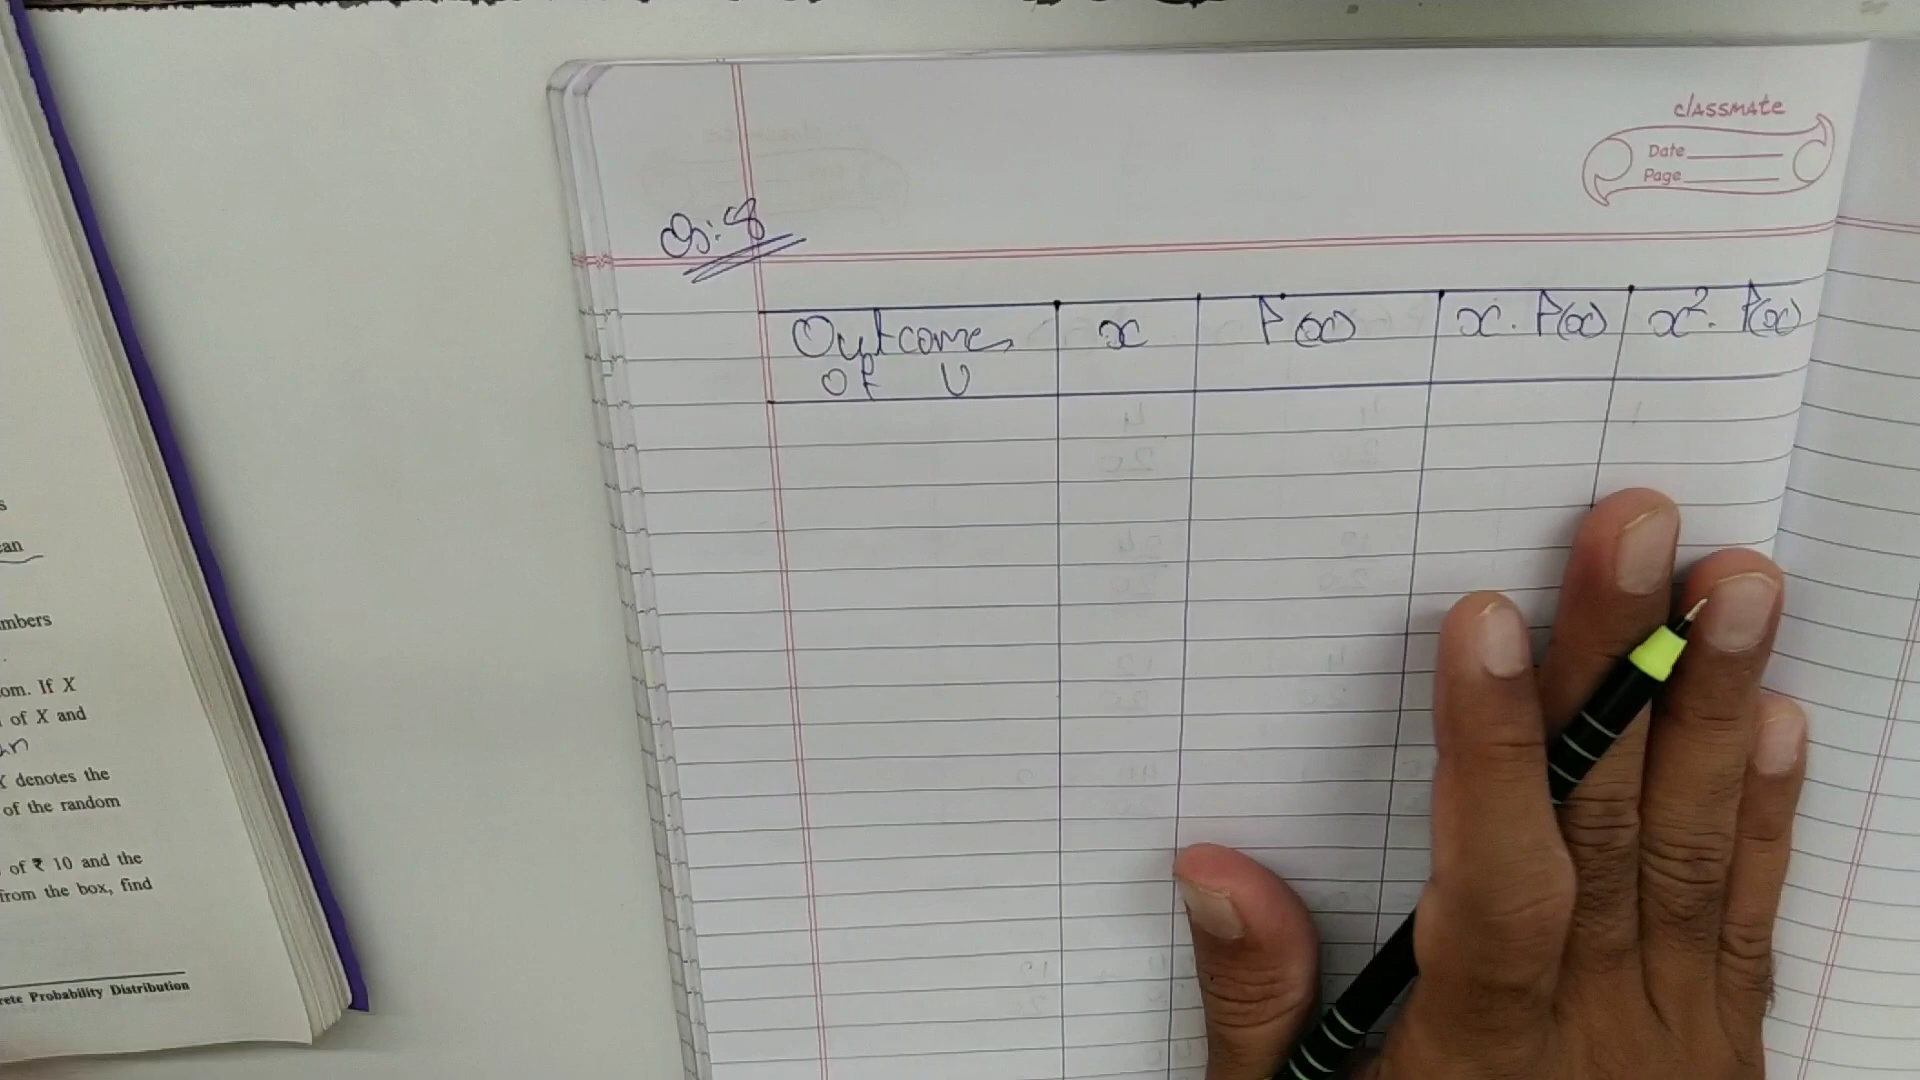 s
can
mbers
om. If X
of X and
an
X denotes the
of the random
of ₹ 10 and the
from the box, find
rete Probability Distribution
classmate
Date
Page
Q:8
Outcomes x P(x) x. P(x) x². P(x)
of U